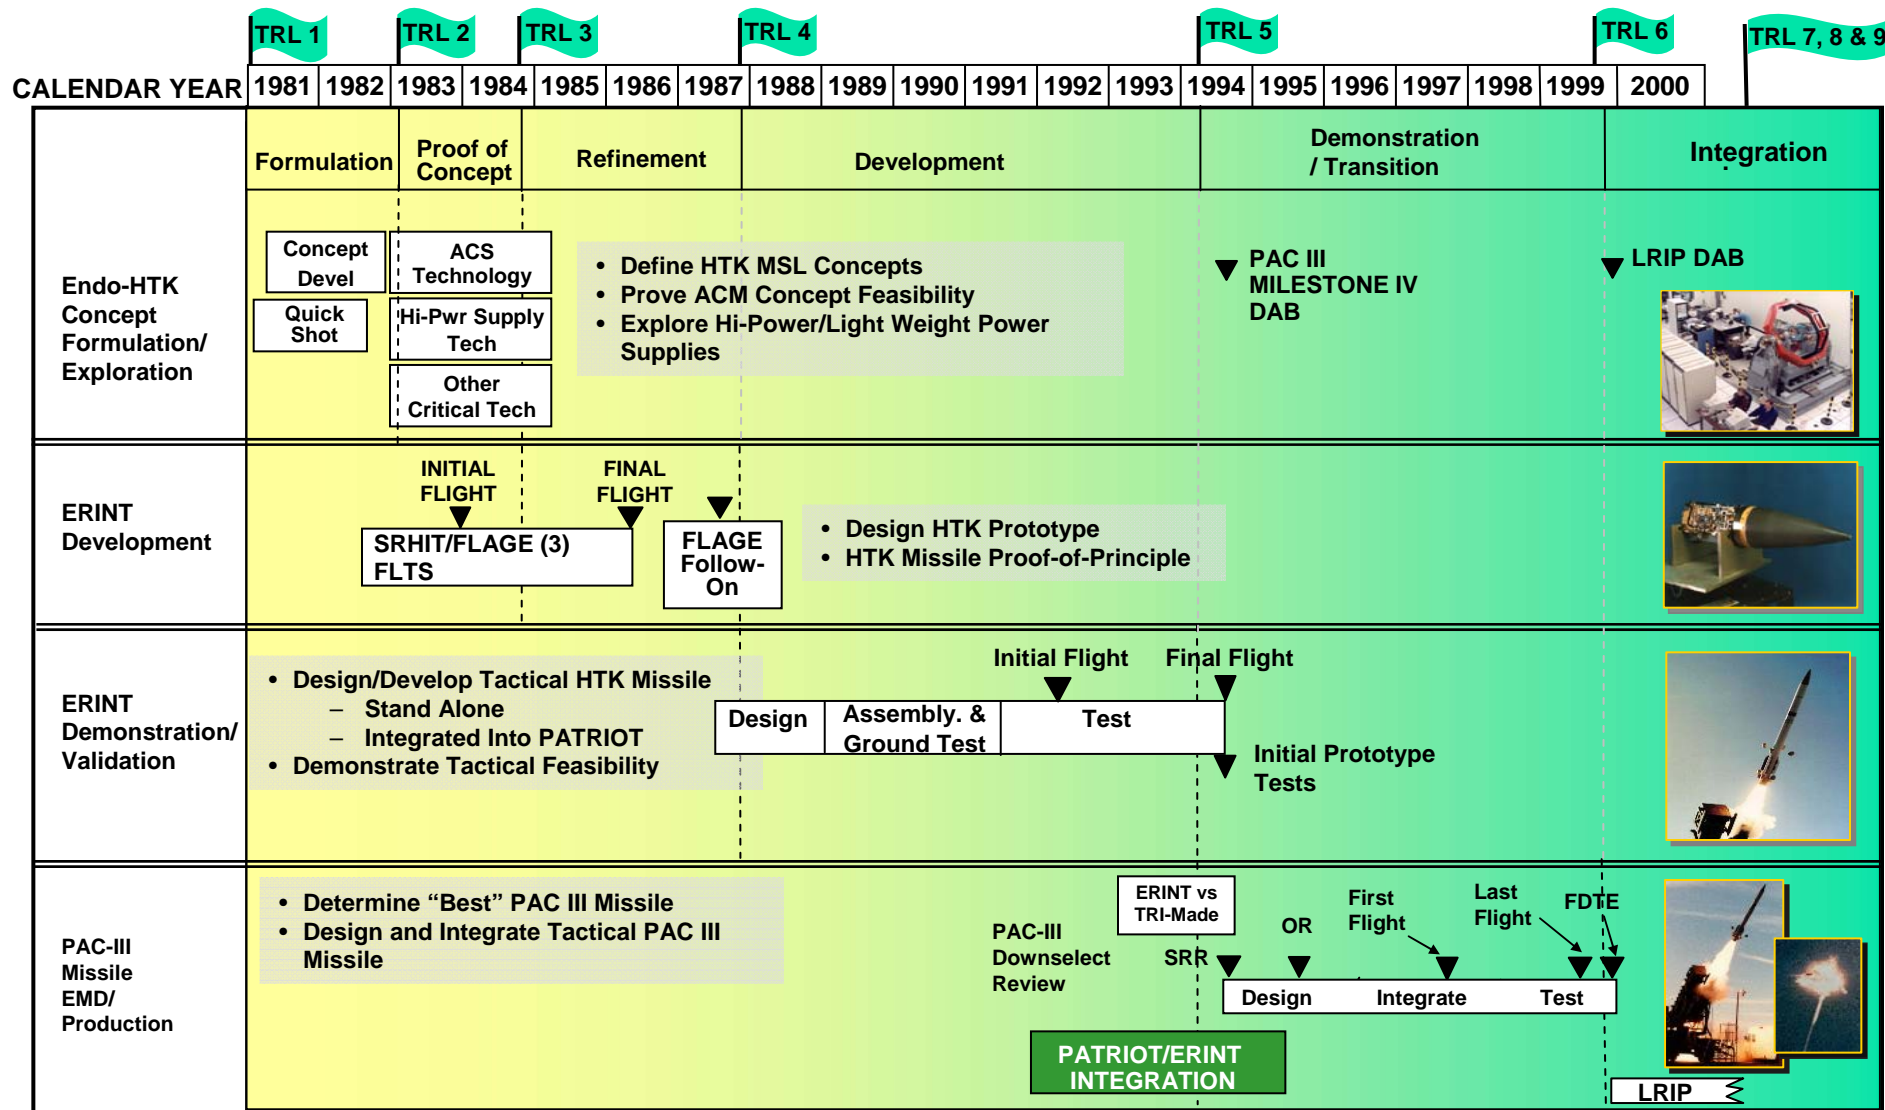 TRL 1
TRL 2
TRL 3
TRL 4
TRL 5
TRL 6
TRL 7, 8 & 9
CALENDAR YEAR
1981
1982
1983
1984
1985
1986
1987
1988
1989
1990
1991
1992
1993
1994
1995
1996
1997
1998
1999
2000
Formulation
Proof of
Concept
Refinement
Development
Demonstration
/ Transition
Integration
Endo-HTK
Concept
Formulation/
Exploration
Concept
Devel
Quick
Shot
ACS
Technology
Hi-Pwr Supply
Tech
Other
Critical Tech
• Define HTK MSL Concepts
• Prove ACM Concept Feasibility
• Explore Hi-Power/Light Weight Power
Supplies
PAC III
MILESTONE IV
DAB
LRIP DAB
ERINT
Development
INITIAL
FLIGHT
FINAL
FLIGHT
SRHIT/FLAGE (3)
FLTS
FLAGE
Follow-
On
• Design HTK Prototype
• HTK Missile Proof-of-Principle
ERINT
Demonstration/
Validation
• Design/Develop Tactical HTK Missile
– Stand Alone
– Integrated Into PATRIOT
• Demonstrate Tactical Feasibility
Initial Flight
Final Flight
Design
Assembly. &
Ground Test
Test
Initial Prototype
Tests
PAC-III
Missile
EMD/
Production
• Determine “Best” PAC III Missile
• Design and Integrate Tactical PAC III
Missile
PAC-III
Downselect
Review
ERINT vs
TRI-Made
SRR
OR
First
Flight
Last
Flight
FDTE
Design
Integrate
Test
PATRIOT/ERINT
INTEGRATION
LRIP